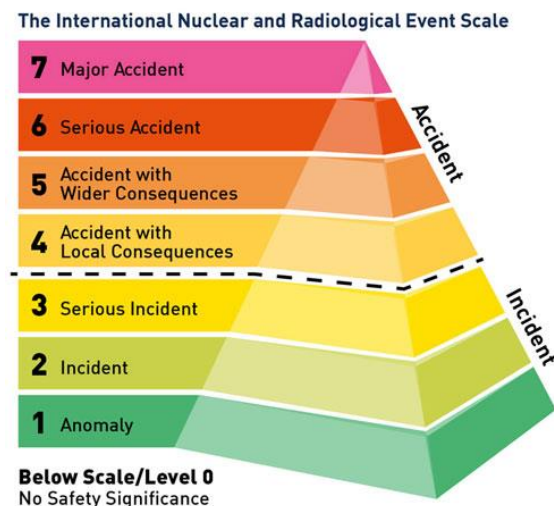 The International Nuclear and Radiological Event Scale
7 Major Accident
6 Serious Accident
5 Accident with
Wider Consequences
4 Accident with
Local Consequences
3 Serious Incident
2 Incident
1 Anomaly
Accident
Incident
Below Scale/Level 0
No Safety Significance